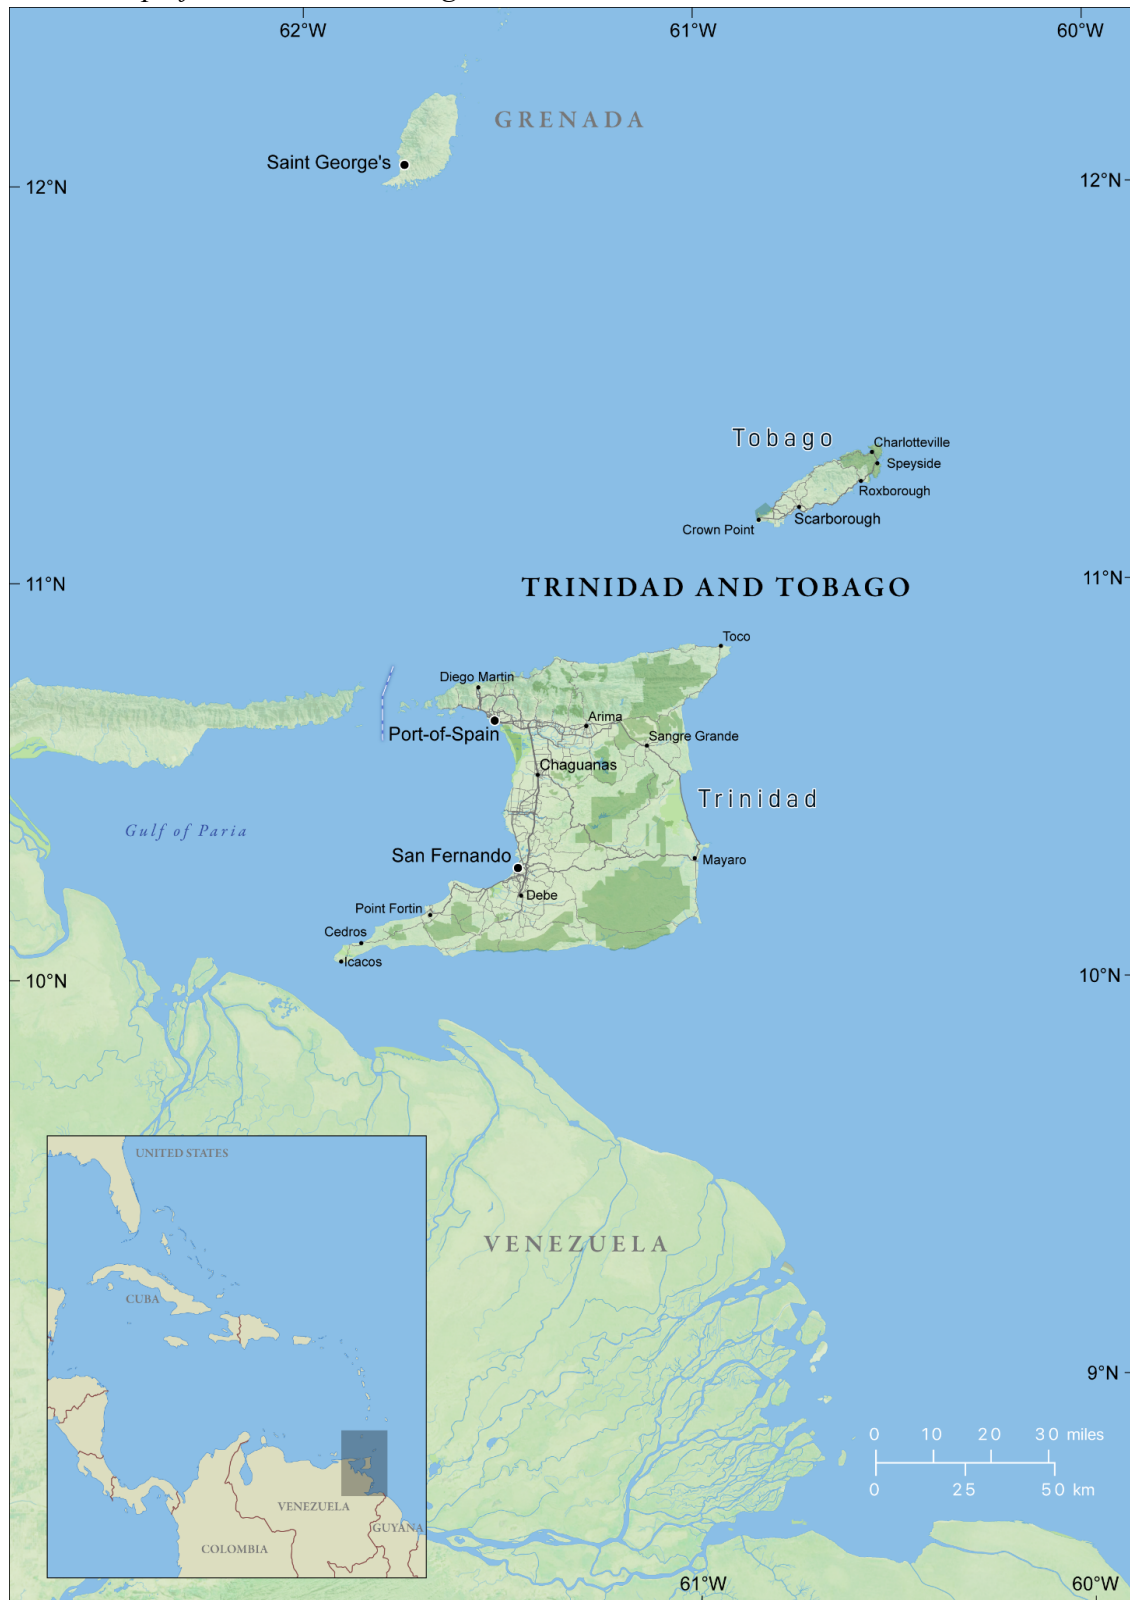 62°W
61°W
60°W
GRENADA
Saint George's
12°N
12°N
Tobago
Charlotteville
Speyside
Roxborough
Scarborough
Crown Point
11°N
11°N
TRINIDAD AND TOBAGO
Toco
Diego Martin
Arima
Port-of-Spain
Sangre Grande
Chaguanas
Trinidad
Gulf of Paria
San Fernando
Mayaro
Debe
Point Fortin
Cedros
Icacos
10°N
10°N
UNITED STATES
VENEZUELA
CUBA
9°N
0 10 20 30 miles
0 25 50 km
VENEZUELA
GUYANA
COLOMBIA
61°W
60°W